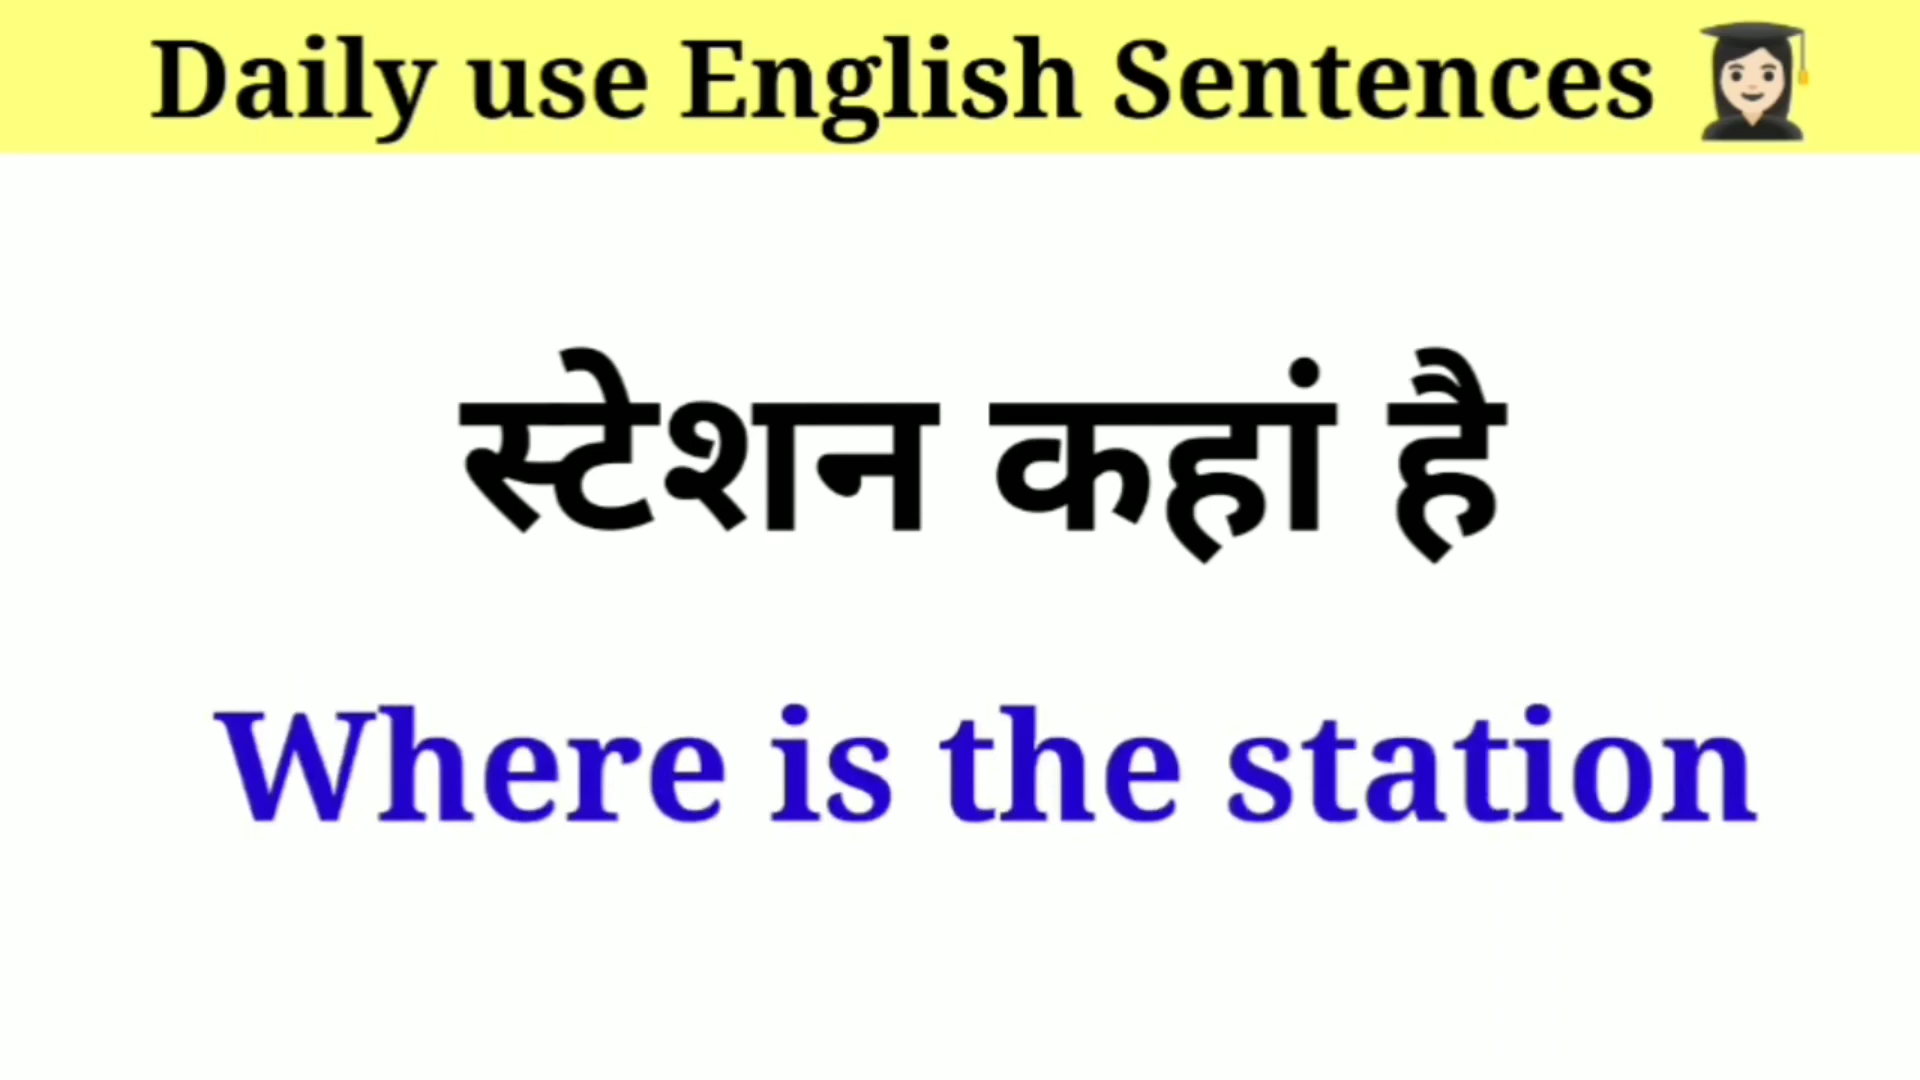 Daily use English Sentences 👩🏻‍🎓
स्टेशन कहां है
Where is the station